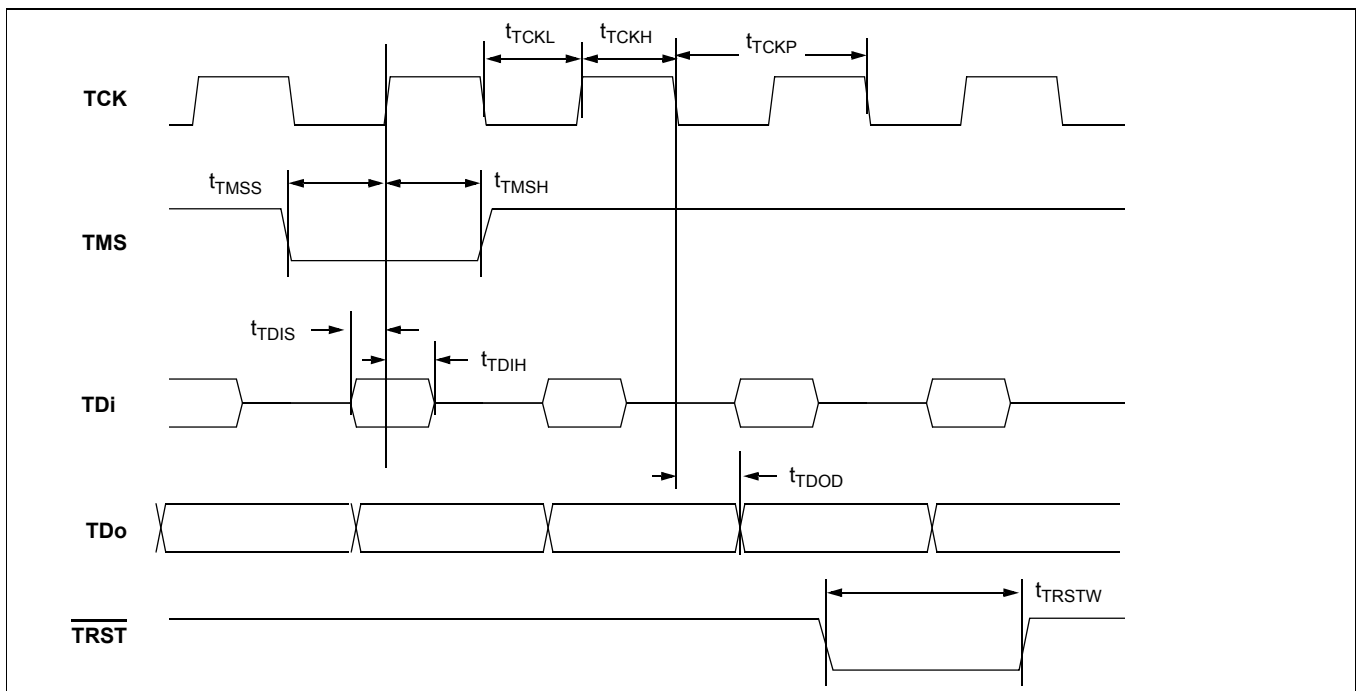 tTCKL tTCKH tTCKP
TCK
tTMSS tTMSH
TMS
tTDIS
tTDIH
TDi
tTDOD
TDo
tTRSTW
TRST